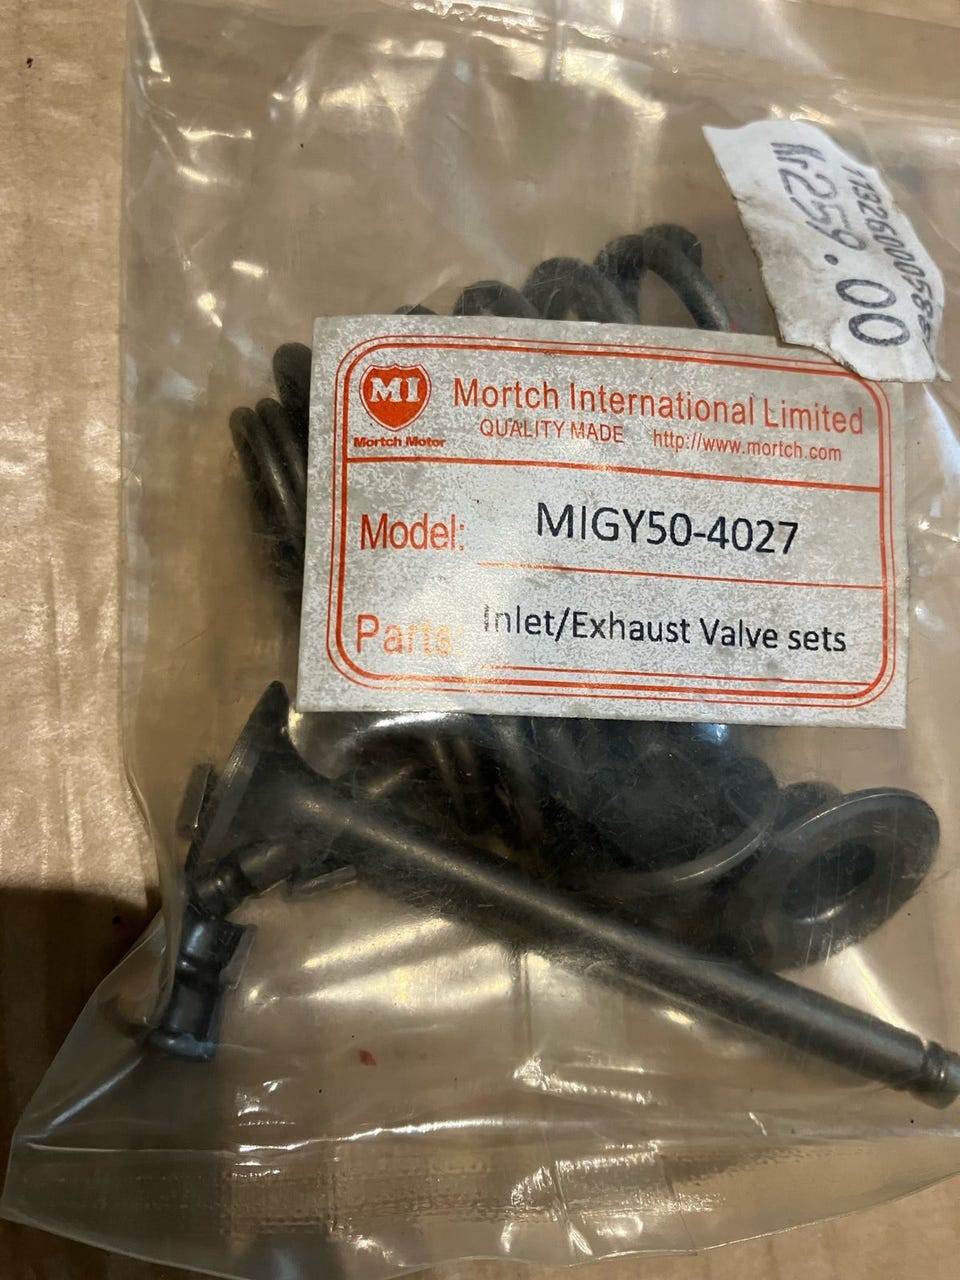 Kr259.00
MI
Mortch Motor
Mortch International Limited
QUALITY MADE http://www.mortch.com
Model: MIGY50-4027
Parts: Inlet/Exhaust Valve sets